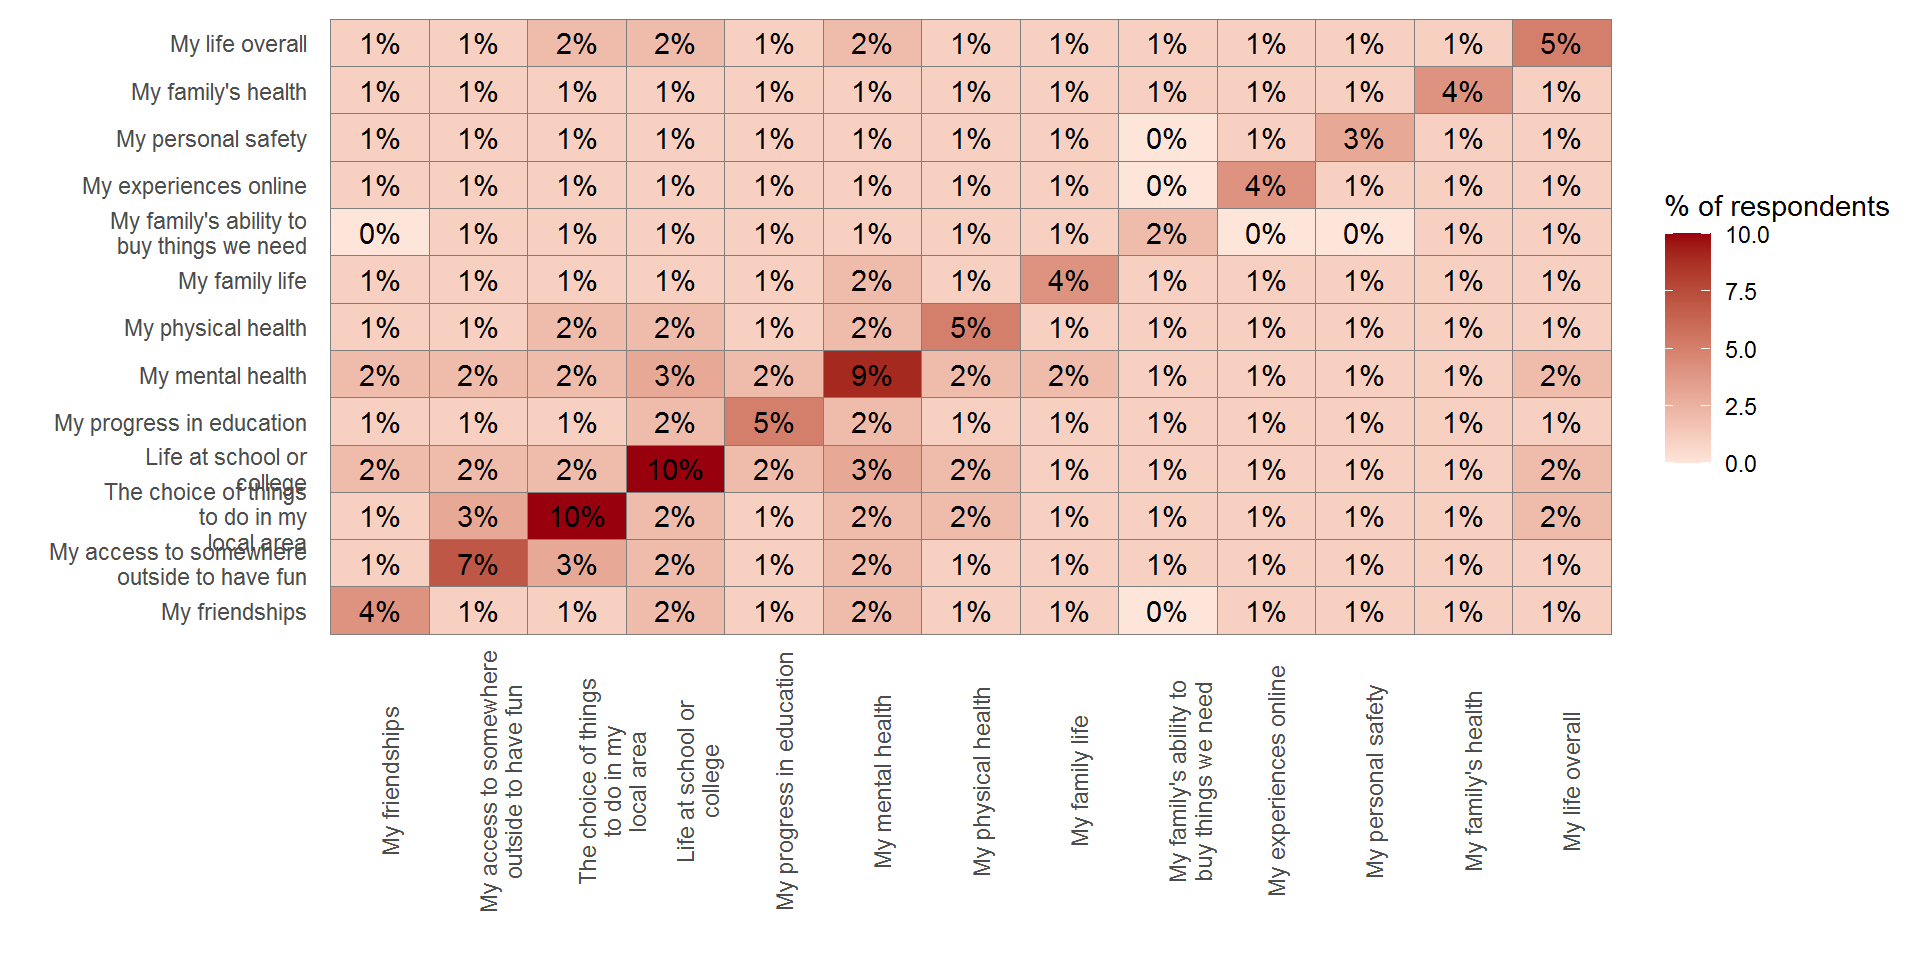 My life overall 1% 1% 2% 2% 1% 2% 1% 1% 1% 1% 1% 1% 5%
My family's health 1% 1% 1% 1% 1% 1% 1% 1% 1% 1% 1% 4% 1%
My personal safety 1% 1% 1% 1% 1% 1% 1% 1% 0% 1% 3% 1% 1%
My experiences online 1% 1% 1% 1% 1% 1% 1% 1% 0% 4% 1% 1% 1%
My family's ability to
buy things we need 0% 1% 1% 1% 1% 1% 1% 1% 2% 0% 0% 1% 1%
My family life 1% 1% 1% 1% 1% 2% 1% 4% 1% 1% 1% 1% 1%
My physical health 1% 1% 2% 2% 1% 2% 5% 1% 1% 1% 1% 1% 1%
My mental health 2% 2% 2% 3% 2% 9% 2% 2% 1% 1% 1% 1% 2%
My progress in education 1% 1% 1% 2% 5% 2% 1% 1% 1% 1% 1% 1% 1%
Life at school or
college 2% 2% 2% 10% 2% 3% 2% 1% 1% 1% 1% 1% 2%
The choice of things
to do in my
local area 1% 3% 10% 2% 1% 2% 2% 1% 1% 1% 1% 1% 2%
My access to somewhere
outside to have fun 1% 7% 3% 2% 1% 2% 1% 1% 1% 1% 1% 1% 1%
My friendships 4% 1% 1% 2% 1% 2% 1% 1% 0% 1% 1% 1% 1%
My friendships
My access to somewhere
outside to have fun
The choice of things
to do in my
local area
Life at school or
college
My progress in education
My mental health
My physical health
My family life
My family's ability to
buy things we need
My experiences online
My personal safety
My family's health
My life overall
% of respondents
10.0
7.5
5.0
2.5
0.0